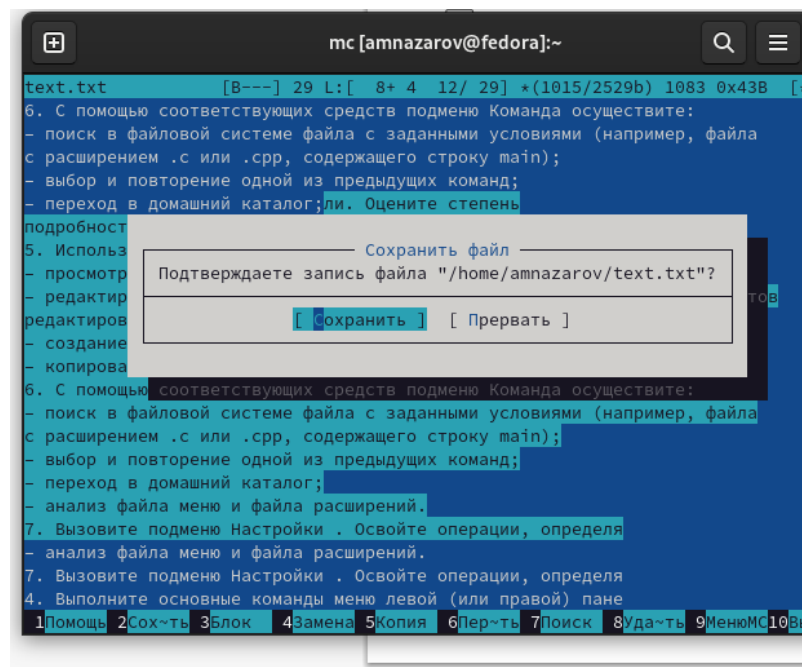 mc [amnazarov@fedora]:~
text.txt [B---] 29 L:[ 8+ 4 12/ 29] *(1015/2529b) 1083 0x43B [
6. С помощью соответствующих средств подменю Команда осуществите:
– поиск в файловой системе файла с заданными условиями (например, файла
с расширением .c или .cpp, содержащего строку main);
– выбор и повторение одной из предыдущих команд;
– переход в домашний каталог;ли. Оцените степень
подробност
5. Использ
– просмотр
– редактир тов
редактиров
– создание
– копирова
Сохранить файл
Подтверждаете запись файла "/home/amnazarov/text.txt"?
[ Сохранить ] [ Прервать ]
6. С помощью соответствующих средств подменю Команда осуществите:
– поиск в файловой системе файла с заданными условиями (например, файла
с расширением .c или .cpp, содержащего строку main);
– выбор и повторение одной из предыдущих команд;
– переход в домашний каталог;
– анализ файла меню и файла расширений.
7. Вызовите подменю Настройки . Освойте операции, определя
– анализ файла меню и файла расширений.
7. Вызовите подменю Настройки . Освойте операции, определя
4. Выполните основные команды меню левой (или правой) пане
1Помощь 2Сох~ть 3Блок 4Замена 5Копия 6Пер~ть 7Поиск 8Уда~ть 9МенюМС10В